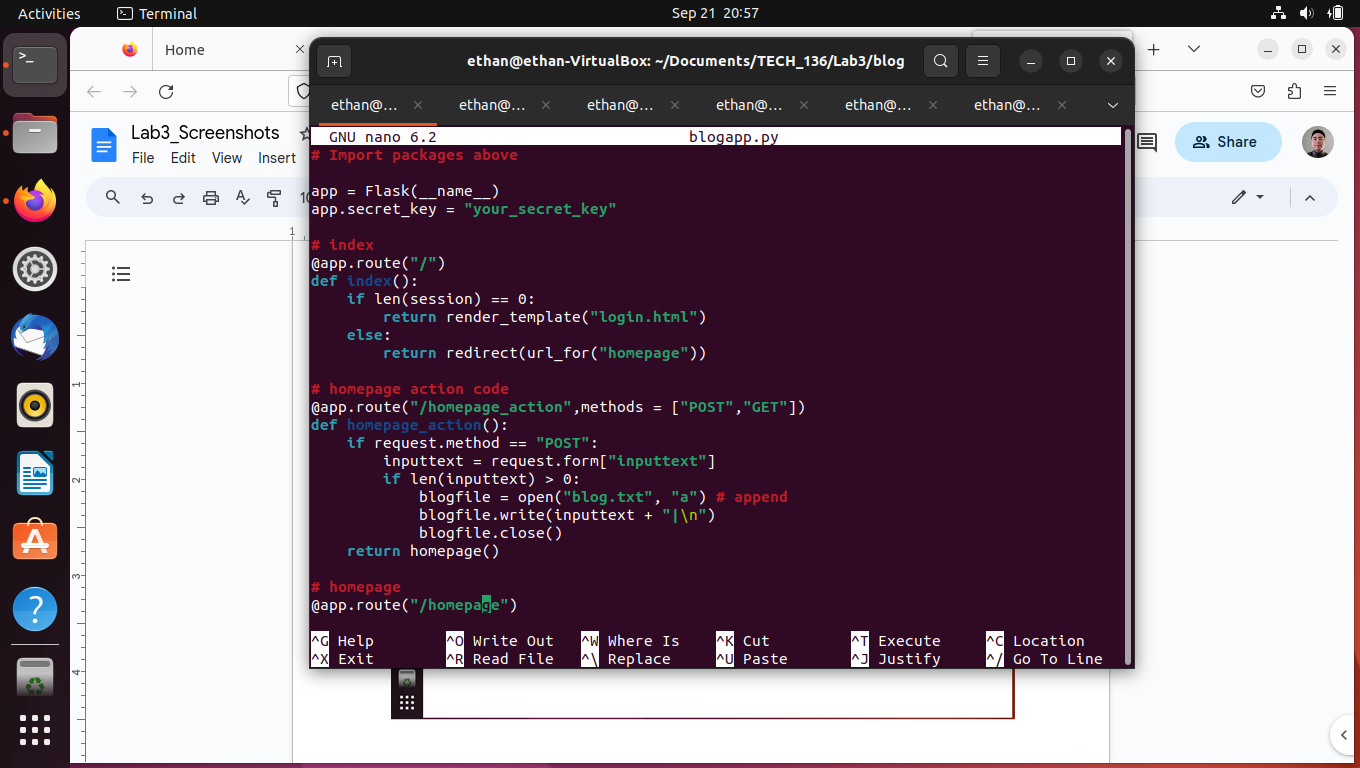 Activities Terminal Sep 21 20:57
Home
ethan@ethan-VirtualBox: ~/Documents/TECH_136/Lab3/blog
ethan@... ethan@... ethan@... ethan@... ethan@... ethan@...
Lab3_Screenshots
File Edit View Insert
Share
GNU nano 6.2 blogapp.py
# Import packages above
app = Flask(__name__)
app.secret_key = "your_secret_key"
# index
@app.route("/")
def index():
    if len(session) == 0:
        return render_template("login.html")
    else:
        return redirect(url_for("homepage"))
# homepage action code
@app.route("/homepage_action",methods = ["POST","GET"])
def homepage_action():
    if request.method == "POST":
        inputtext = request.form["inputtext"]
        if len(inputtext) > 0:
            blogfile = open("blog.txt", "a") # append
            blogfile.write(inputtext + "|\n")
            blogfile.close()
    return homepage()
# homepage
@app.route("/homepage")
^G Help ^O Write Out ^W Where Is ^K Cut ^T Execute ^C Location
^X Exit ^R Read File ^\ Replace ^U Paste ^J Justify ^/ Go To Line
1
1
2
3
4